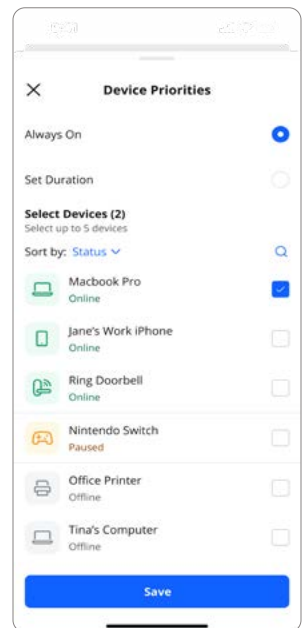 Device Priorities
Always On
Set Duration
Select Devices (2)
Select up to 5 devices
Sort by: Status
Macbook Pro
Online
Jane's Work iPhone
Online
Ring Doorbell
Online
Nintendo Switch
Paused
Office Printer
Offline
Tina's Computer
Offline
Save